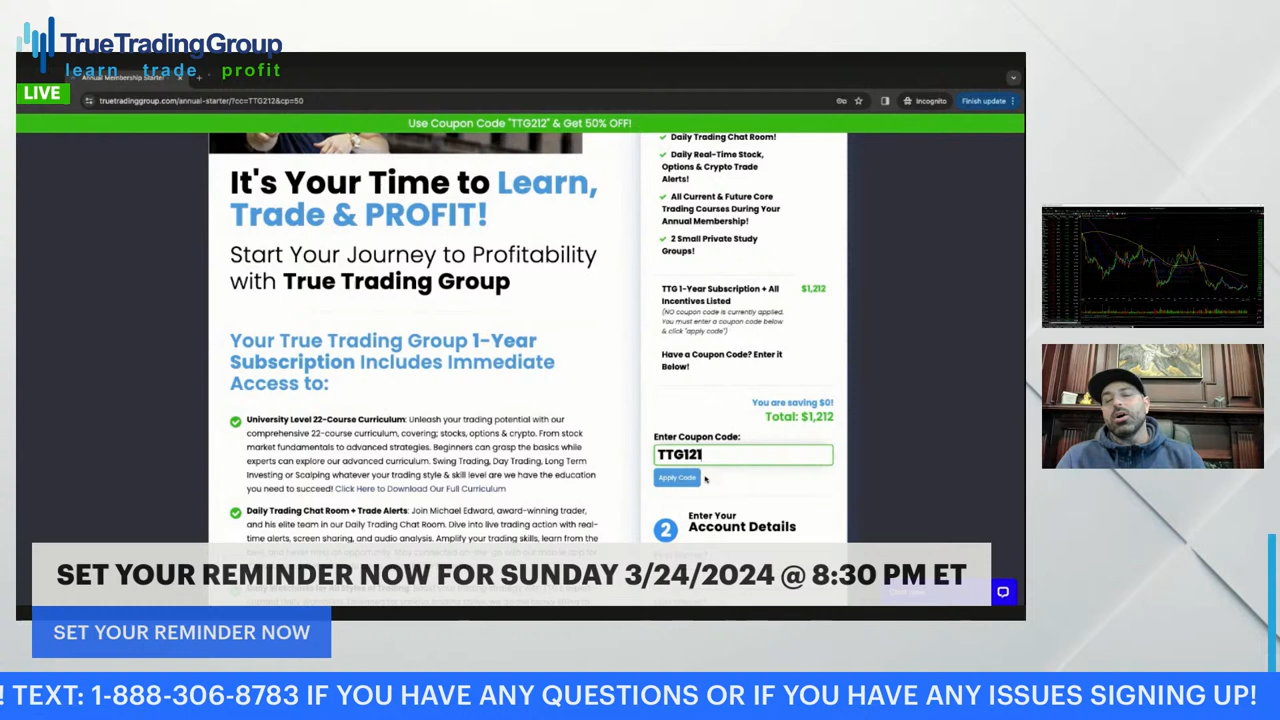 TrueTradingGroup
learn trade profit
LIVE
Annual Membership Starter
truetradinggroup.com/annual-starter/?cc=TTG212&cp=50
Incognito
Finish update
Use Coupon Code "TTG212" & Get 50% OFF!
It's Your Time to Learn,
Trade & PROFIT!
Start Your Journey to Profitability
with True Trading Group
Your True Trading Group 1-Year
Subscription Includes Immediate
Access to:
University Level 22-Course Curriculum: Unleash your trading potential with our
comprehensive 22-course curriculum, covering; stocks, options & crypto. From stock
market fundamentals to advanced strategies. Beginners can grasp the basics while
experts can explore our advanced curriculum. Swing Trading, Day Trading, Long Term
Investing or Scalping whatever your trading style & skill level are we have the education
you need to succeed! Click Here to Download Our Full Curriculum
Daily Trading Chat Room + Trade Alerts: Join Michael Edward, award-winning trader,
and his elite team in our Daily Trading Chat Room. Dive into live trading action with real-
time alerts, screen sharing, and audio analysis. Amplify your trading skills, learn from the
Daily Trading Chat Room!
Daily Real-Time Stock,
Options & Crypto Trade
Alerts!
All Current & Future Core
Trading Courses During Your
Annual Membership!
2 Small Private Study
Groups!
TTG 1-Year Subscription + All
Incentives Listed
$1,212
(NO coupon code is currently applied.
You must enter a coupon code below
& click "apply code")
Have a Coupon Code? Enter it
Below!
You are saving $0!
Total: $1,212
Enter Coupon Code:
TTG121
Apply Code
2
Enter Your
Account Details
SET YOUR REMINDER NOW FOR SUNDAY 3/24/2024 @ 8:30 PM ET
SET YOUR REMINDER NOW
! TEXT: 1-888-306-8783 IF YOU HAVE ANY QUESTIONS OR IF YOU HAVE ANY ISSUES SIGNING UP!